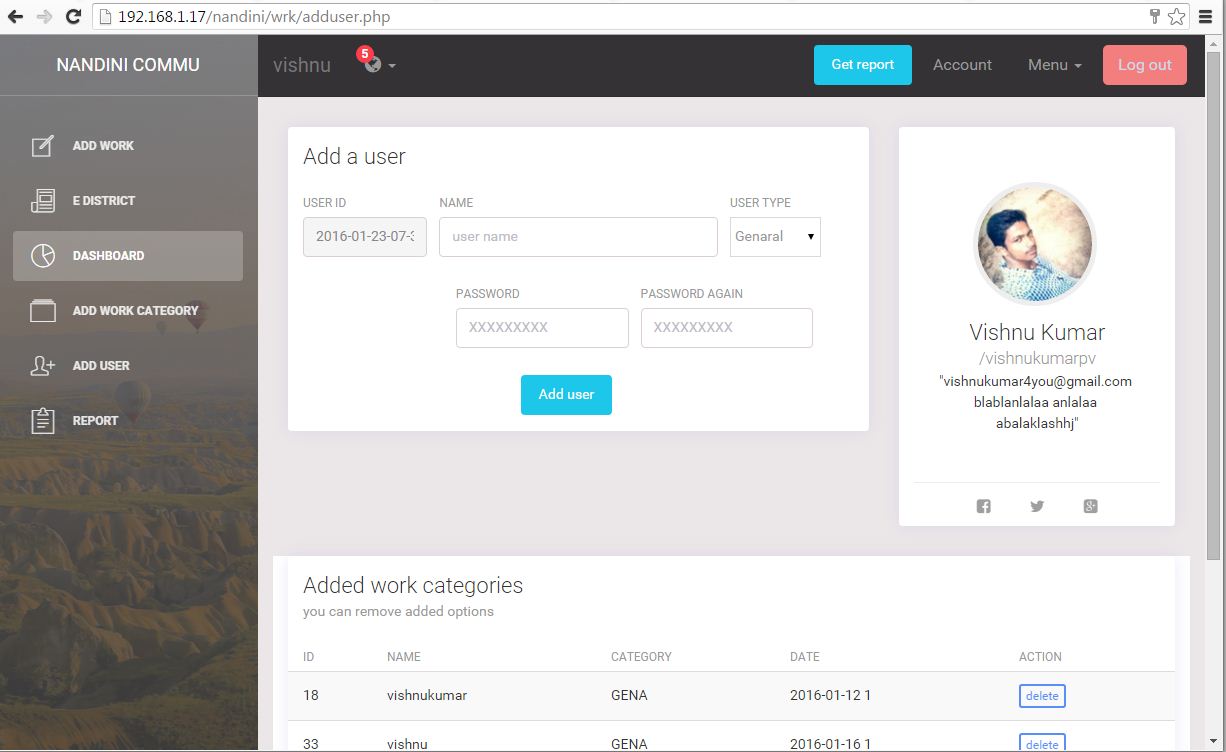 192.168.1.17/nandini/wrk/adduser.php
NANDINI COMMU
ADD WORK
E DISTRICT
DASHBOARD
ADD WORK CATEGORY
ADD USER
REPORT
vishnu
5
Get report
Account
Menu
Log out
Add a user
USER ID
NAME
USER TYPE
2016-01-23-07-3
user name
Genaral
PASSWORD
PASSWORD AGAIN
XXXXXXXXX
XXXXXXXXX
Add user
Vishnu Kumar
/vishnukumarpv
"vishnukumar4you@gmail.com
blablanlalaa anlalaa
abalaklashhj"
Added work categories
you can remove added options
ID NAME CATEGORY DATE ACTION
18 vishnukumar GENA 2016-01-12 1 delete
33 vishnu GENA 2016-01-16 1 delete